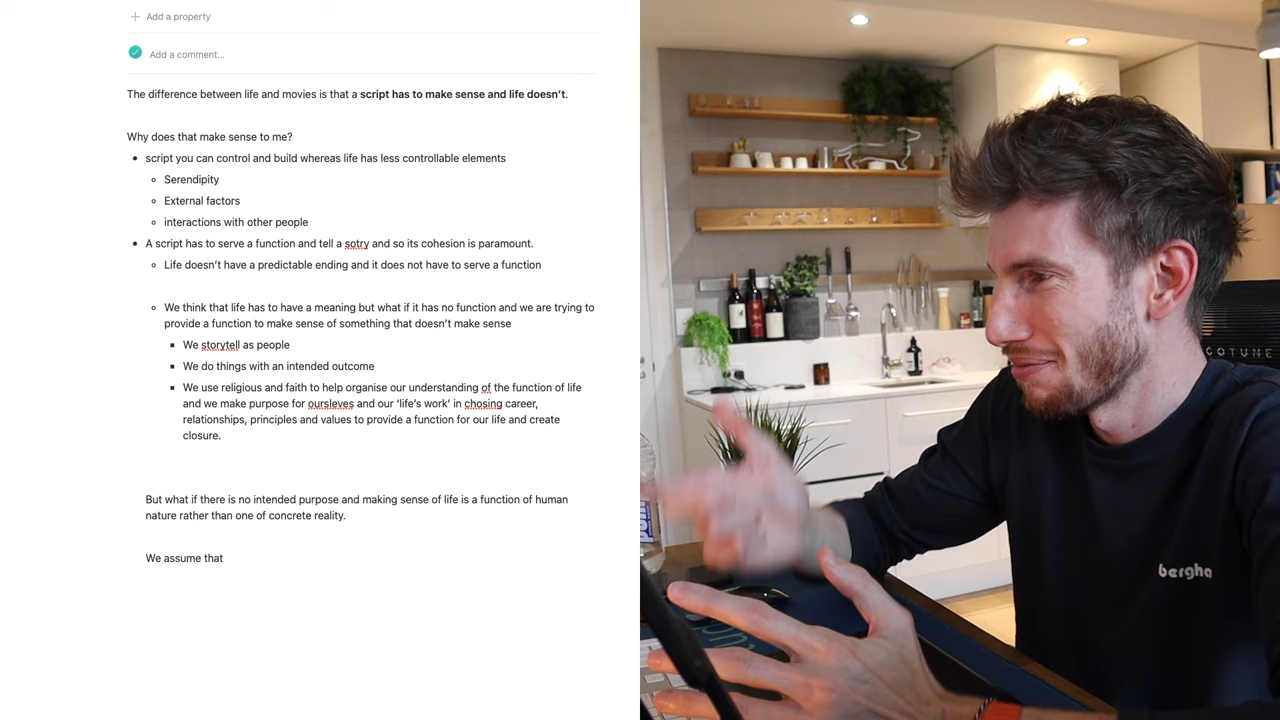 Add a property
Add a comment...
The difference between life and movies is that a script has to make sense and life doesn't.
Why does that make sense to me?
script you can control and build whereas life has less controllable elements
Serendipity
External factors
interactions with other people
A script has to serve a function and tell a sotry and so its cohesion is paramount.
Life doesn't have a predictable ending and it does not have to serve a function
We think that life has to have a meaning but what if it has no function and we are trying to
provide a function to make sense of something that doesn't make sense
We storytell as people
We do things with an intended outcome
We use religious and faith to help organise our understanding of the function of life
and we make purpose for oursleves and our 'life's work' in chosing career,
relationships, principles and values to provide a function for our life and create
closure.
But what if there is no intended purpose and making sense of life is a function of human
nature rather than one of concrete reality.
We assume that
bergha